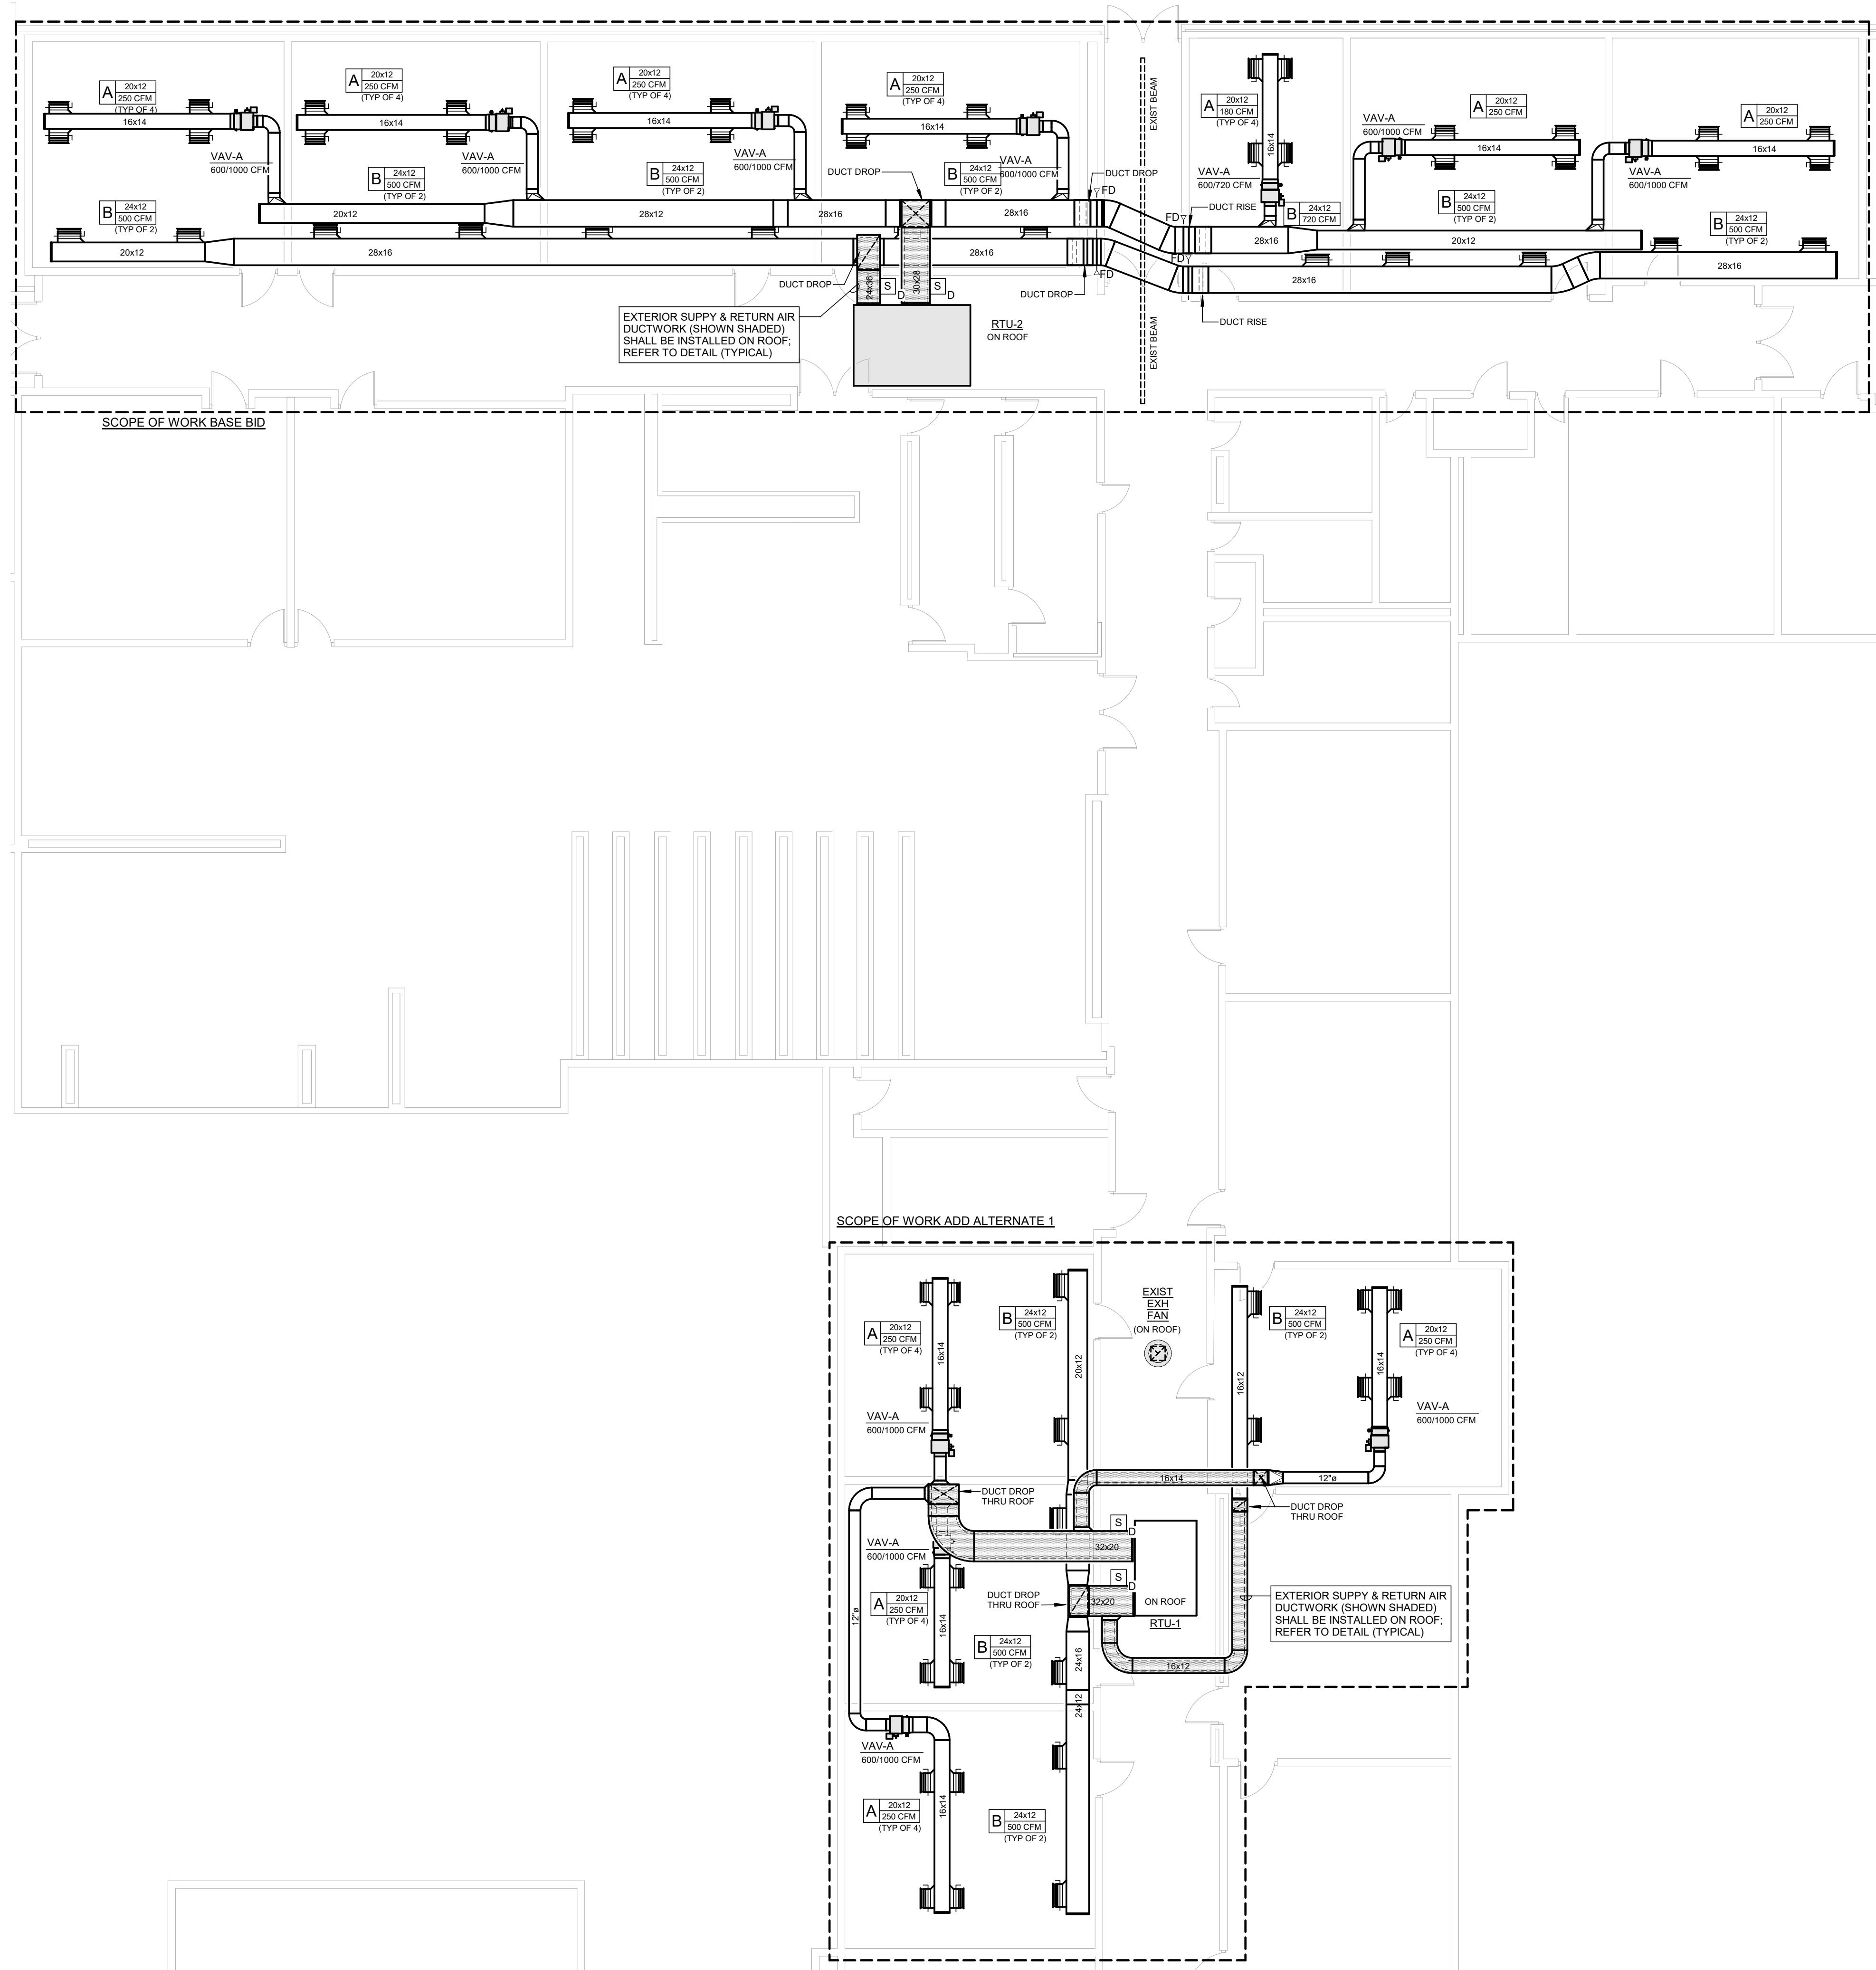 A
20x12
250 CFM
(TYP OF 4)
16x14
VAV-A
600/1000 CFM
A
20x12
250 CFM
(TYP OF 4)
16x14
VAV-A
600/1000 CFM
A
20x12
250 CFM
(TYP OF 4)
16x14
VAV-A
600/1000 CFM
A
20x12
250 CFM
(TYP OF 4)
16x14
VAV-A
600/1000 CFM
EXIST BEAM
A
20x12
180 CFM
(TYP OF 4)
16x14
VAV-A
600/720 CFM
VAV-A
600/1000 CFM
A
20x12
250 CFM
16x14
A
20x12
250 CFM
16x14
VAV-A
600/1000 CFM
B
24x12
500 CFM
(TYP OF 2)
B
24x12
500 CFM
(TYP OF 2)
B
24x12
500 CFM
(TYP OF 2)
DUCT DROP
B
24x12
500 CFM
(TYP OF 2)
DUCT DROP
FD
FD
DUCT RISE
B
24x12
720 CFM
B
24x12
500 CFM
(TYP OF 2)
B
24x12
500 CFM
(TYP OF 2)
20x12
28x12
28x16
28x16
28x16
20x12
20x12
28x16
28x16
FD
FD
28x16
28x16
DUCT DROP
24x36
S
D
30x28
S
D
DUCT DROP
DUCT RISE
EXTERIOR SUPPY & RETURN AIR
DUCTWORK (SHOWN SHADED)
SHALL BE INSTALLED ON ROOF;
REFER TO DETAIL (TYPICAL)
RTU-2
ON ROOF
EXIST BEAM
SCOPE OF WORK BASE BID
SCOPE OF WORK ADD ALTERNATE 1
A
20x12
250 CFM
(TYP OF 4)
16x14
B
24x12
500 CFM
(TYP OF 2)
20x12
EXIST
EXH
FAN
(ON ROOF)
16x12
B
24x12
500 CFM
(TYP OF 2)
16x14
A
20x12
250 CFM
(TYP OF 4)
VAV-A
600/1000 CFM
VAV-A
600/1000 CFM
16x14
12"ø
DUCT DROP
THRU ROOF
DUCT DROP
THRU ROOF
VAV-A
600/1000 CFM
S
D
32x20
S
D
DUCT DROP
THRU ROOF
32x20
ON ROOF
RTU-1
EXTERIOR SUPPY & RETURN AIR
DUCTWORK (SHOWN SHADED)
SHALL BE INSTALLED ON ROOF;
REFER TO DETAIL (TYPICAL)
12"ø
A
20x12
250 CFM
(TYP OF 4)
16x14
B
24x12
500 CFM
(TYP OF 2)
24x16
16x12
24x12
VAV-A
600/1000 CFM
A
20x12
250 CFM
(TYP OF 4)
16x14
B
24x12
500 CFM
(TYP OF 2)